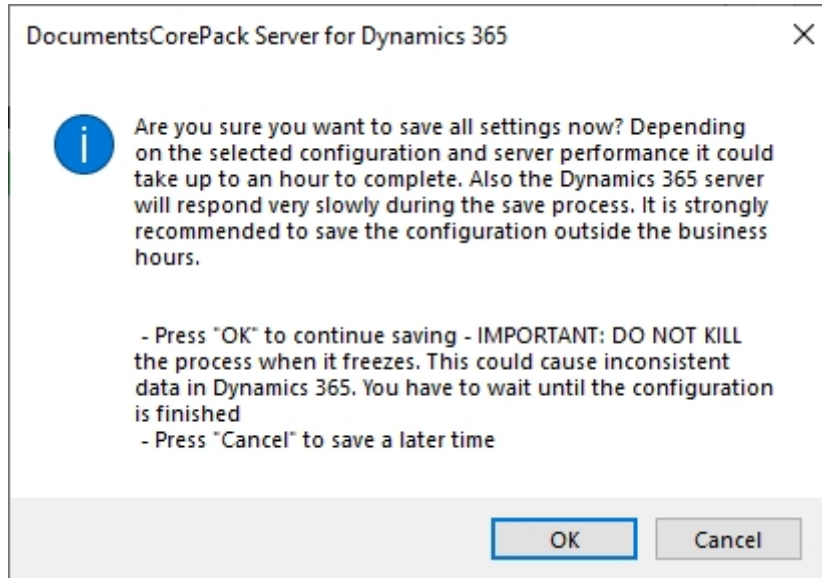 DocumentsCorePack Server for Dynamics 365
Are you sure you want to save all settings now? Depending
on the selected configuration and server performance it could
take up to an hour to complete. Also the Dynamics 365 server
will respond very slowly during the save process. It is strongly
recommended to save the configuration outside the business
hours.
- Press "OK" to continue saving - IMPORTANT: DO NOT KILL
the process when it freezes. This could cause inconsistent
data in Dynamics 365. You have to wait until the configuration
is finished
- Press "Cancel" to save a later time
OK
Cancel